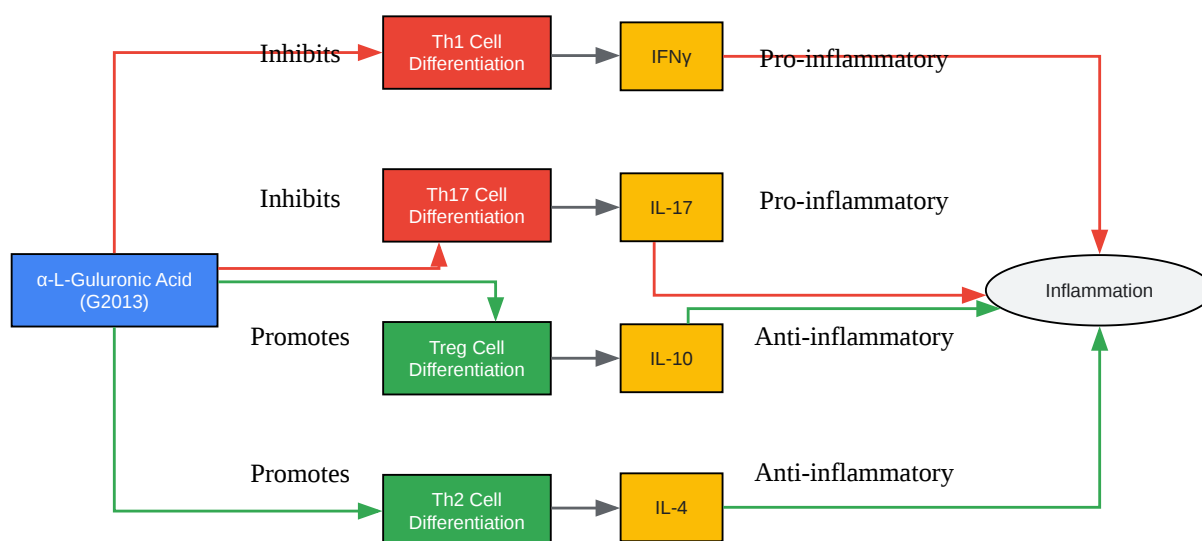 Inhibits
Th1 Cell
Differentiation
IFNγ
Pro-inflammatory
Inhibits
Th17 Cell
Differentiation
IL-17
Pro-inflammatory
α-L-Guluronic Acid
(G2013)
Inflammation
Promotes
Treg Cell
Differentiation
IL-10
Anti-inflammatory
Promotes
Th2 Cell
Differentiation
IL-4
Anti-inflammatory